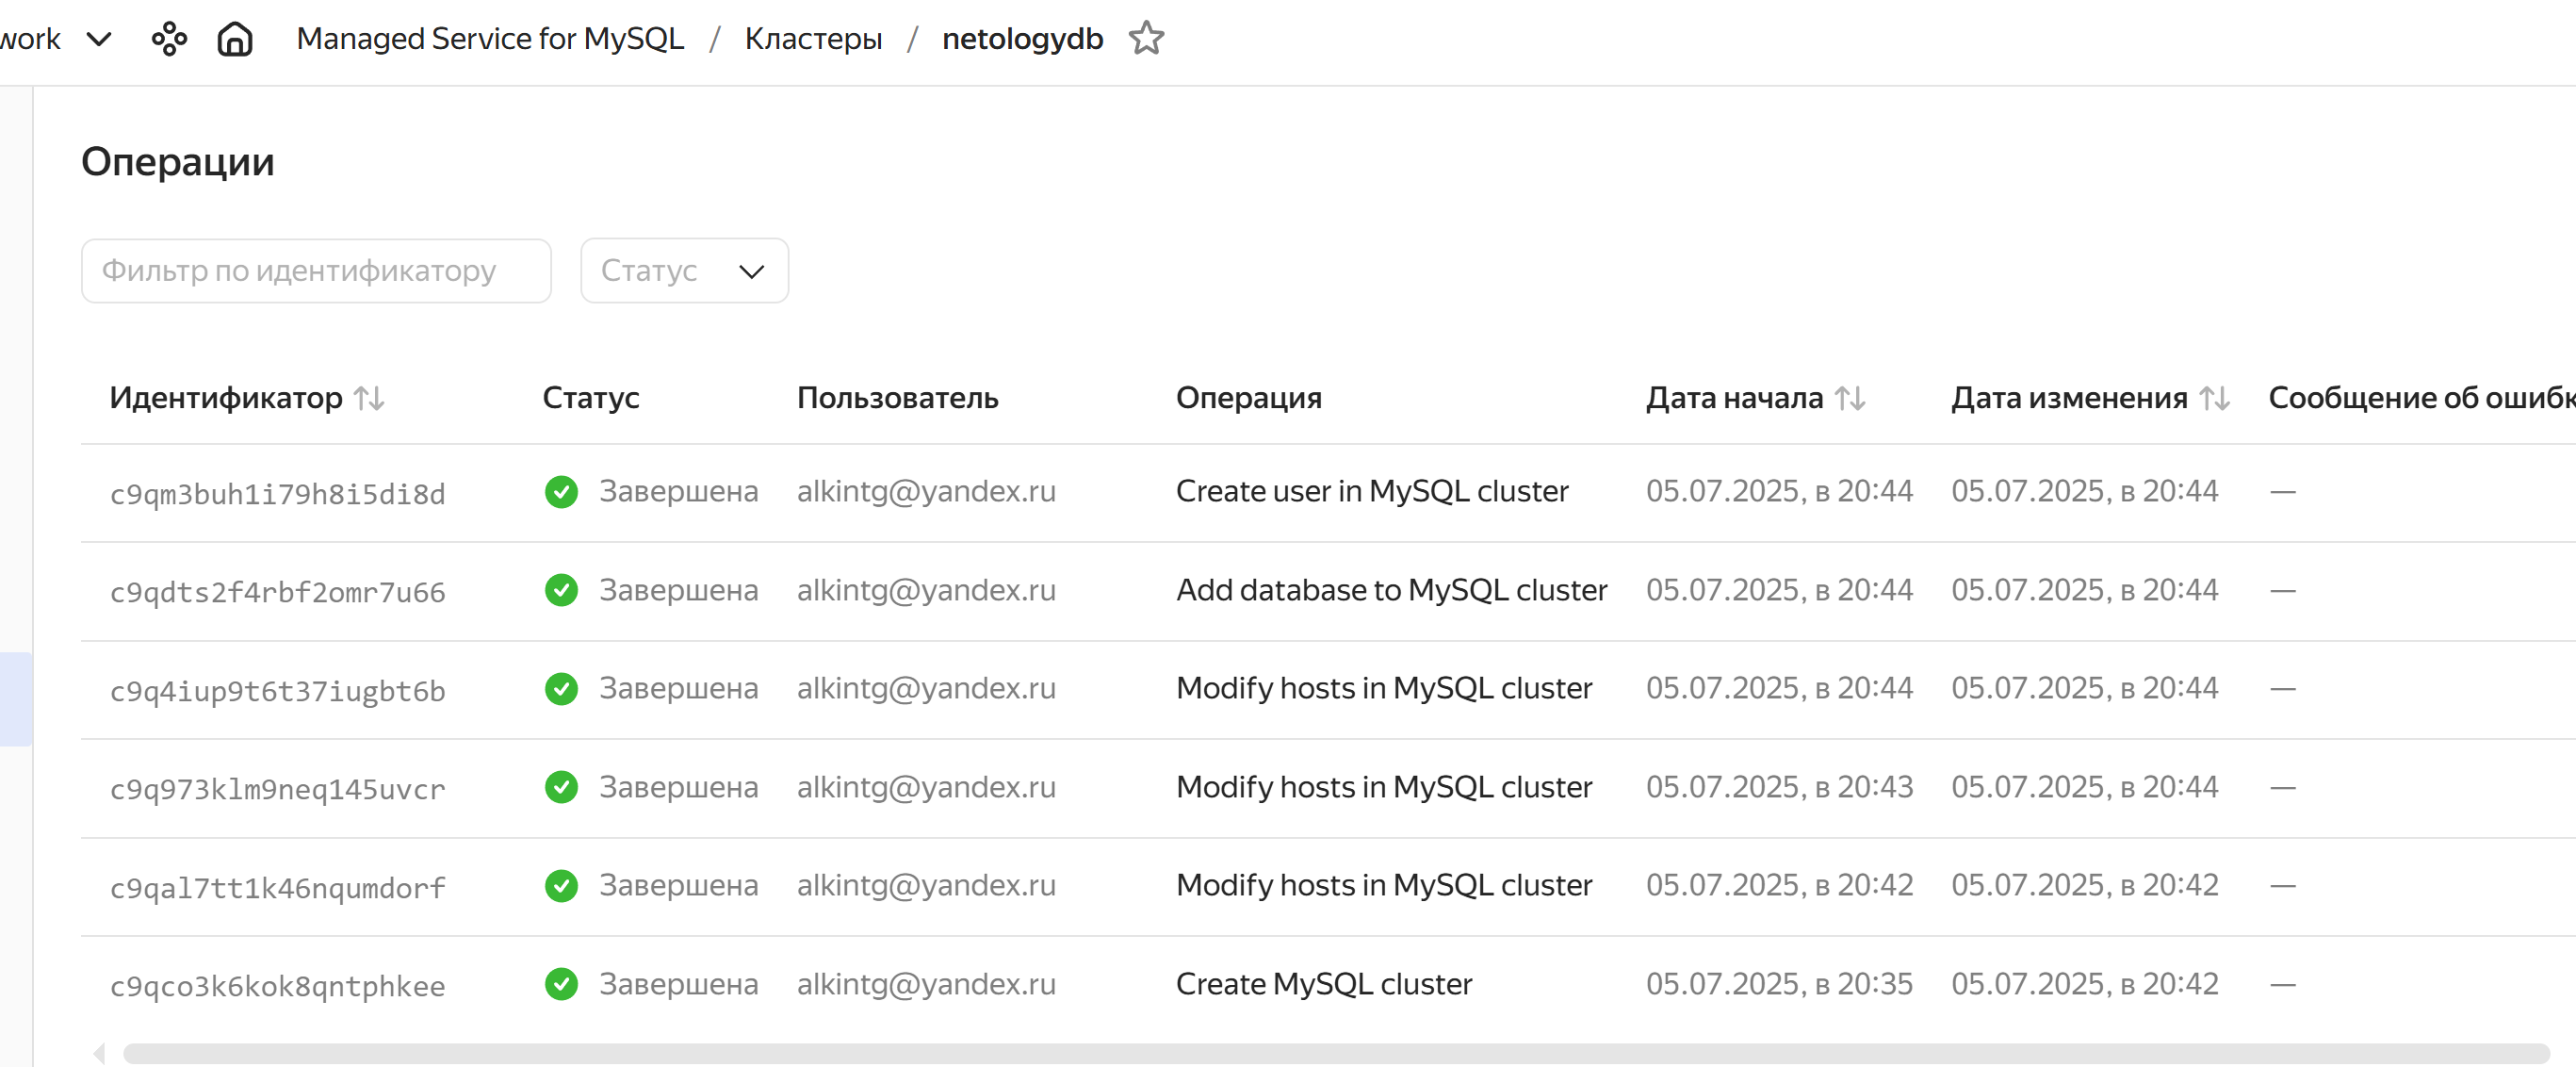 work Managed Service for MySQL / Кластеры / netologydb
Операции
Фильтр по идентификатору Статус
Идентификатор Статус Пользователь Операция Дата начала Дата изменения Сообщение об ошибк
c9qm3buh1i79h8i5di8d Завершена alkintg@yandex.ru Create user in MySQL cluster 05.07.2025, в 20:44 05.07.2025, в 20:44 —
c9qdts2f4rbf2omr7u66 Завершена alkintg@yandex.ru Add database to MySQL cluster 05.07.2025, в 20:44 05.07.2025, в 20:44 —
c9q4iup9t6t37iugbt6b Завершена alkintg@yandex.ru Modify hosts in MySQL cluster 05.07.2025, в 20:44 05.07.2025, в 20:44 —
c9q973klm9neq145uvcr Завершена alkintg@yandex.ru Modify hosts in MySQL cluster 05.07.2025, в 20:43 05.07.2025, в 20:44 —
c9qal7tt1k46nqumdorf Завершена alkintg@yandex.ru Modify hosts in MySQL cluster 05.07.2025, в 20:42 05.07.2025, в 20:42 —
c9qco3k6kok8qntphkee Завершена alkintg@yandex.ru Create MySQL cluster 05.07.2025, в 20:35 05.07.2025, в 20:42 —